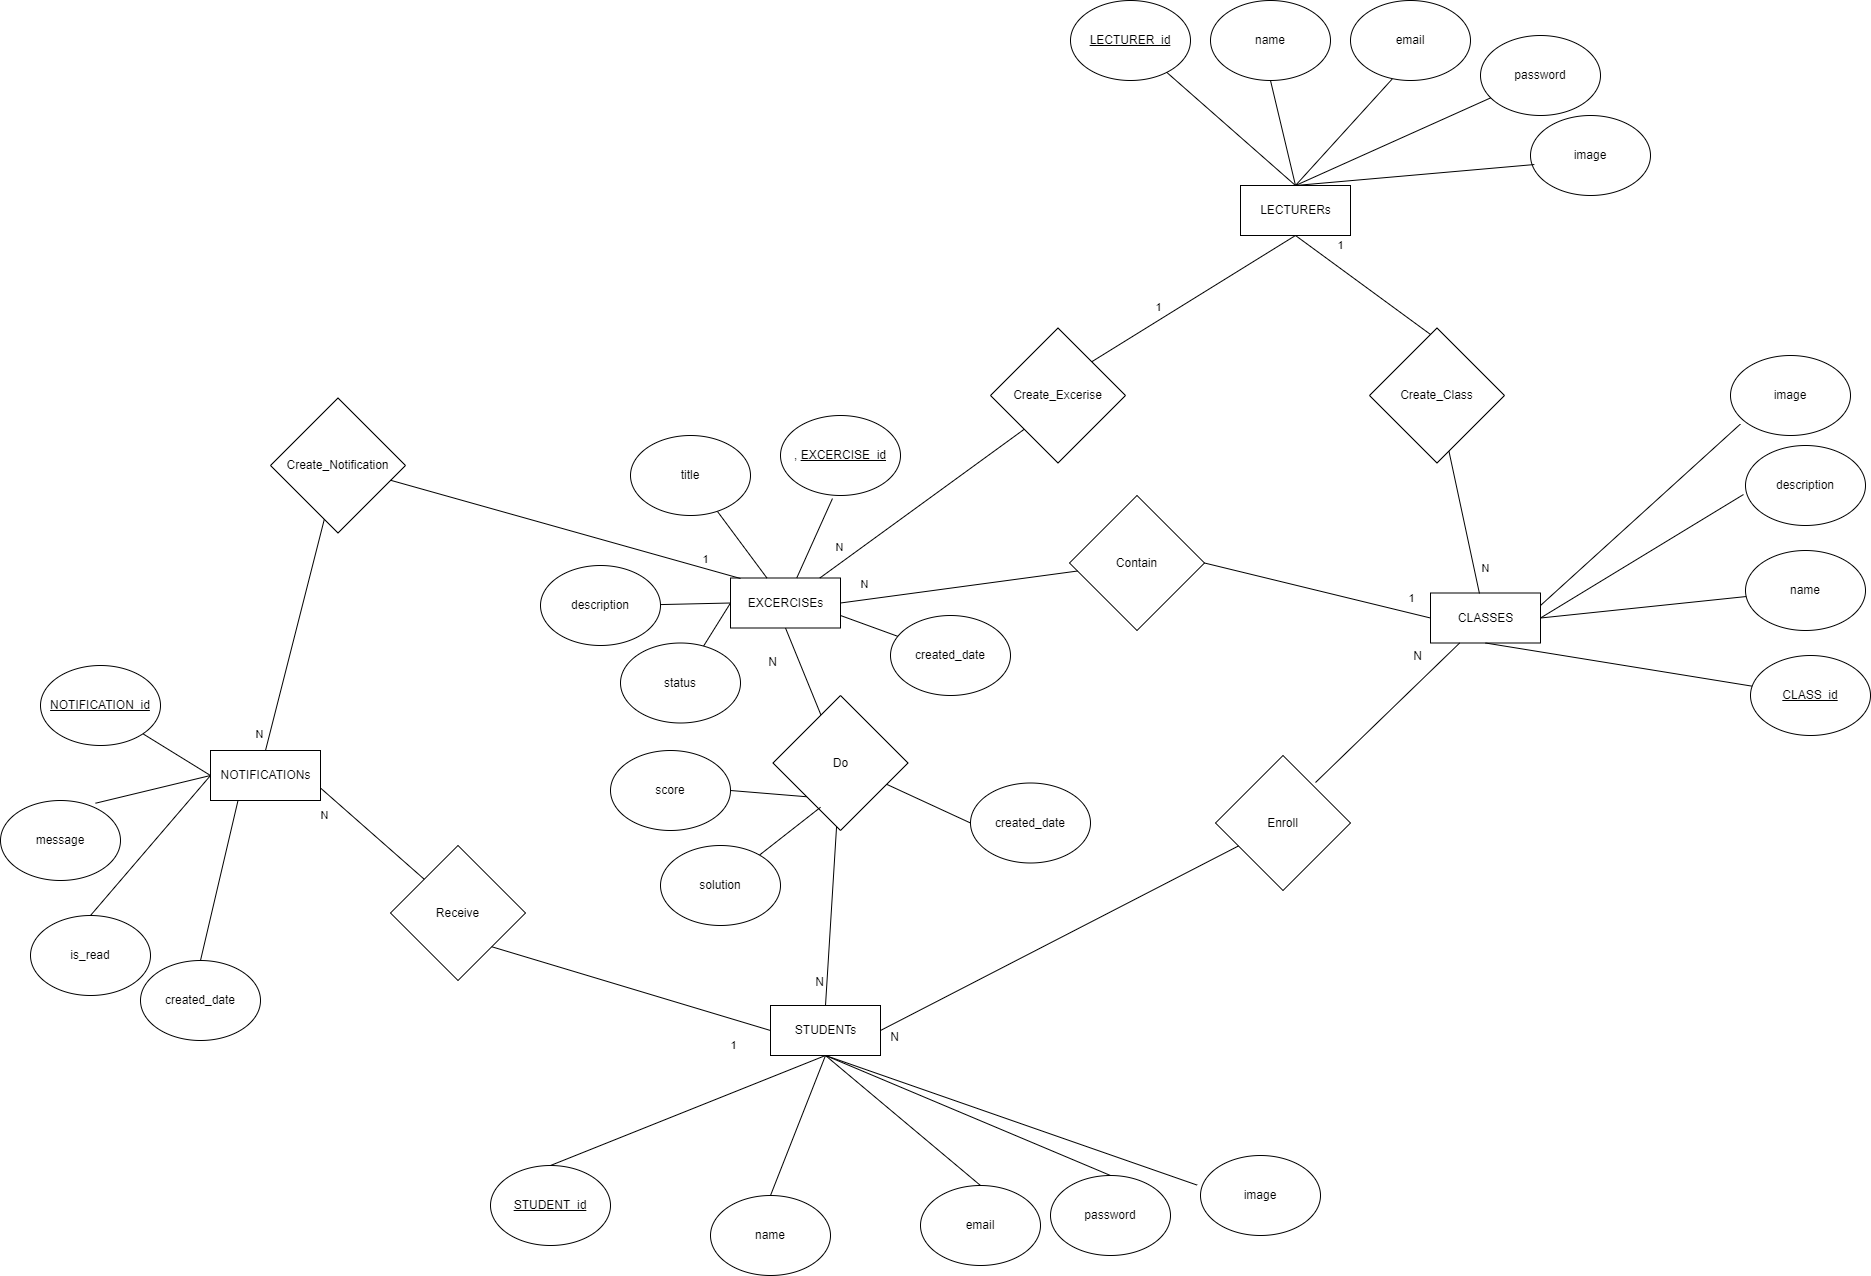 LECTURER_id
name
email
password
image
LECTURERs
1
1
Create_Excerise
Create_Class
image
Create_Notification
title
, EXCERCISE_id
description
N
1
Contain
N
N
1
description
EXCERCISEs
name
CLASSES
created_date
N
N
status
CLASS_id
NOTIFICATION_id
N
NOTIFICATIONs
Do
score
N
created_date
Enroll
message
solution
Receive
is_read
N
created_date
STUDENTs
N
1
STUDENT_id
name
email
password
image